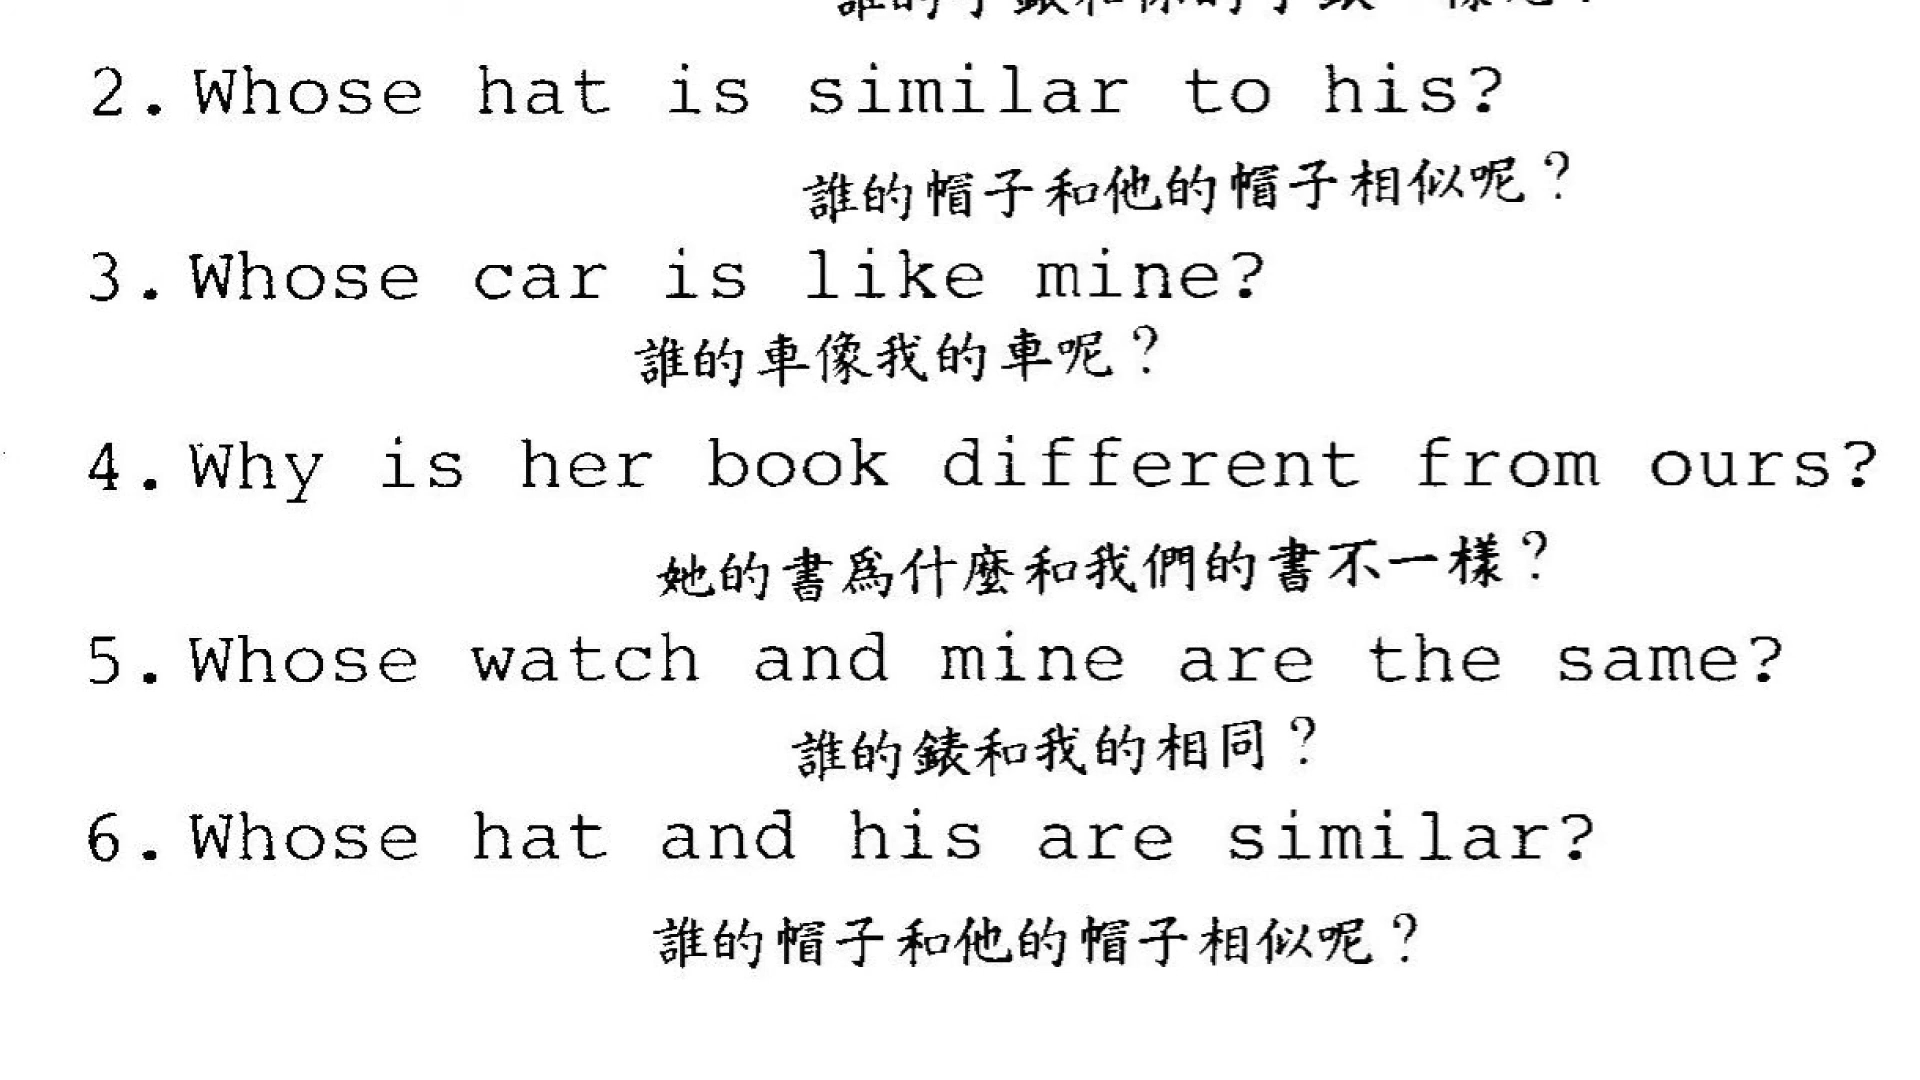 2. Whose hat is similar to his?
誰的帽子和他的帽子相似呢？
3. Whose car is like mine?
誰的車像我的車呢？
4. Why is her book different from ours?
她的書爲什麼和我們的書不一樣？
5. Whose watch and mine are the same?
誰的錶和我的相同？
6. Whose hat and his are similar?
誰的帽子和他的帽子相似呢？